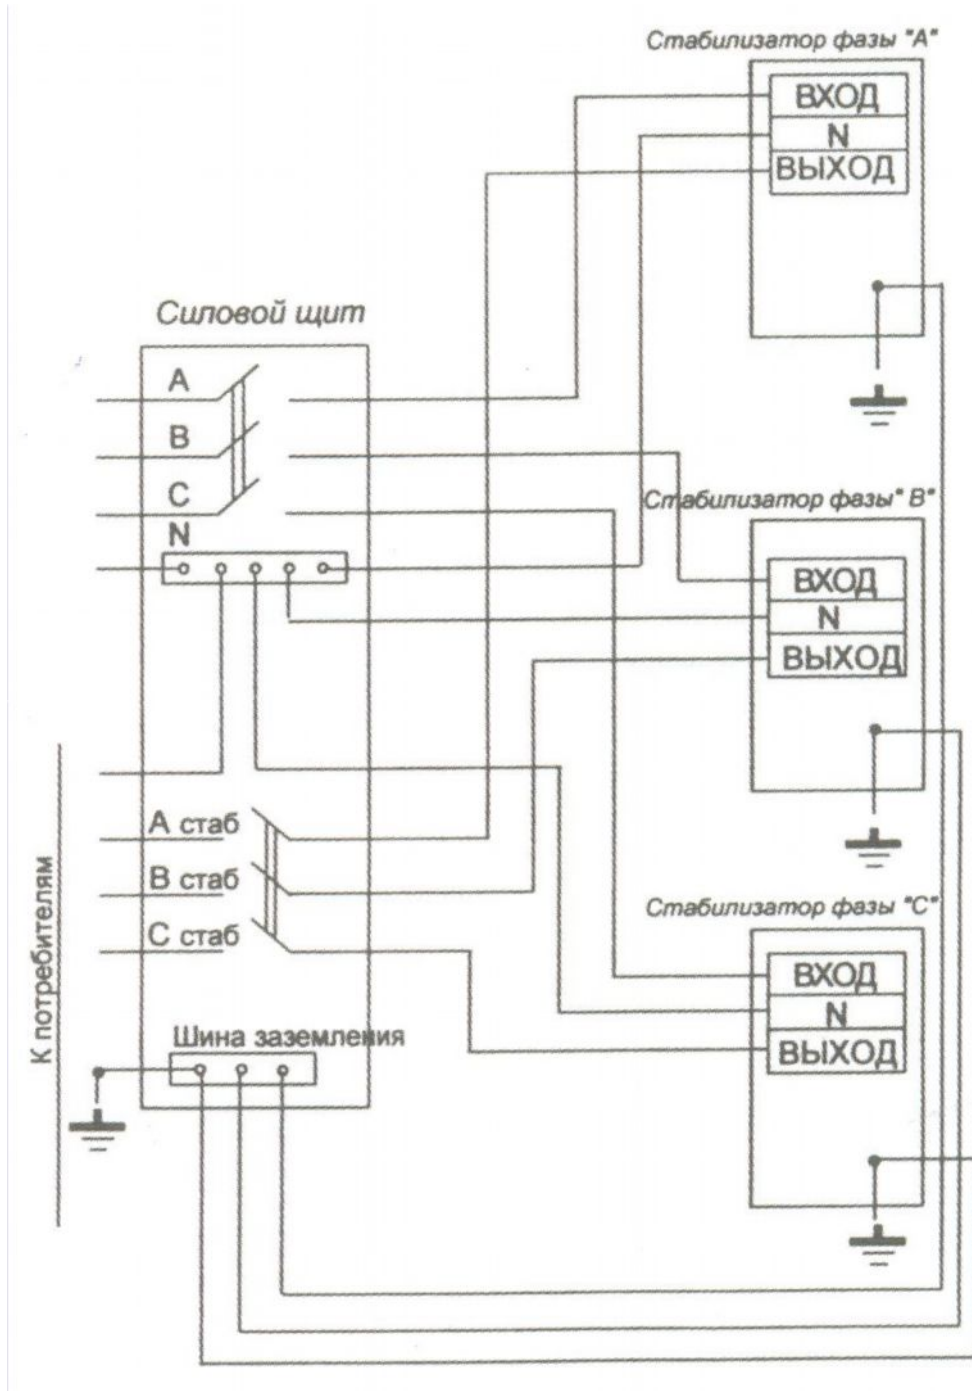 Стабилизатор фазы "А"
ВХОД
N
ВЫХОД
Силовой щит
А
В
С
N
Стабилизатор фазы" В"
ВХОД
N
ВЫХОД
А стаб
В стаб
С стаб
К потребителям
Стабилизатор фазы "С"
ВХОД
N
ВЫХОД
Шина заземления